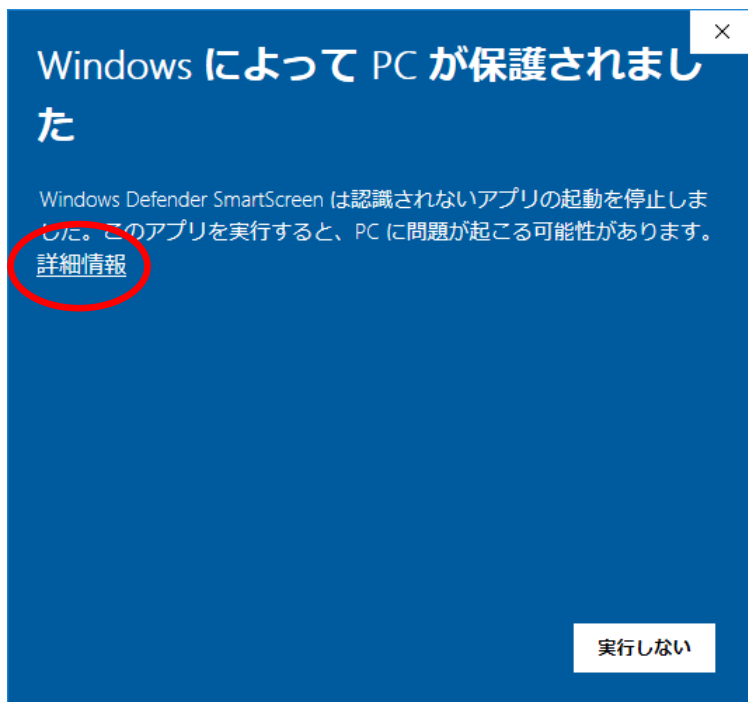 Windows によって PC が保護されまし
た
Windows Defender SmartScreen は認識されないアプリの起動を停止しま
した。このアプリを実行すると、PC に問題が起こる可能性があります。
詳細情報
実行しない